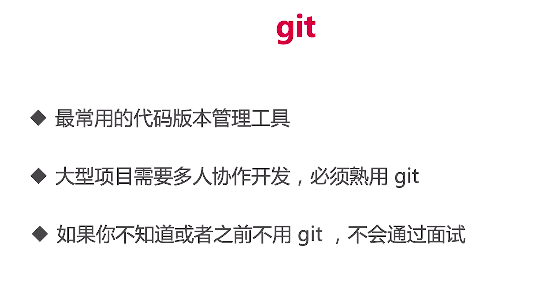 git
◆ 最常用的代码版本管理工具
◆ 大型项目需要多人协作开发，必须熟用 git
◆ 如果你不知道或者之前不用 git ，不会通过面试